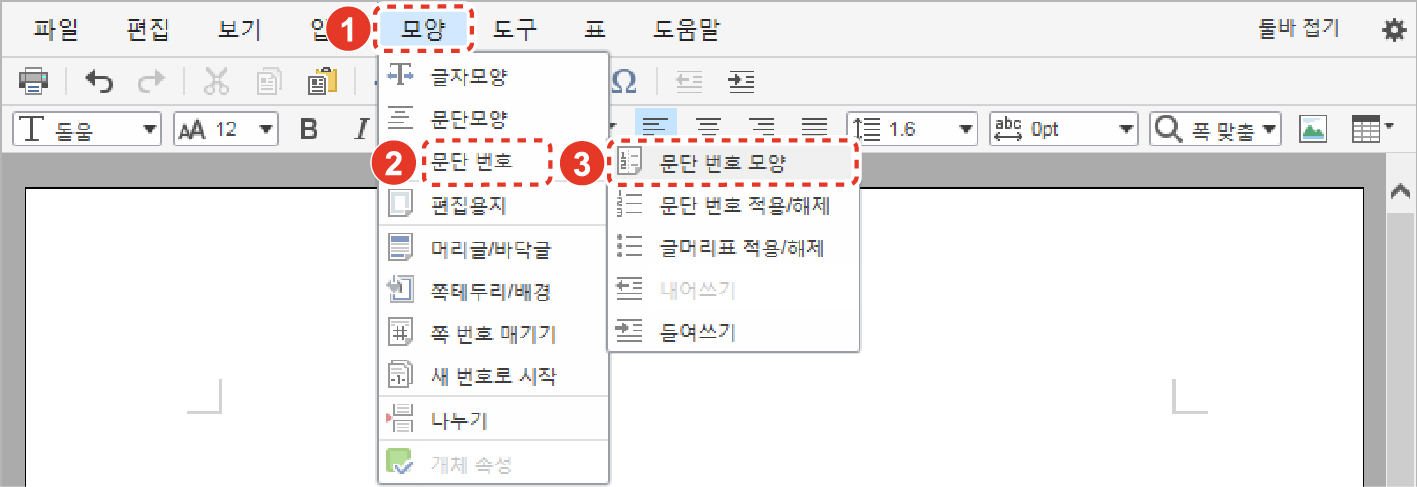 파일 편집 보기 1 모양 도구 표 도움말 툴바 접기
돋움 12 B I 1.6 abc 0pt 폭 맞춤
글자모양
문단모양
2 문단 번호
편집용지
머리글/바닥글
쪽테두리/배경
쪽 번호 매기기
새 번호로 시작
나누기
개체 속성
3 문단 번호 모양
문단 번호 적용/해제
글머리표 적용/해제
내어쓰기
들여쓰기